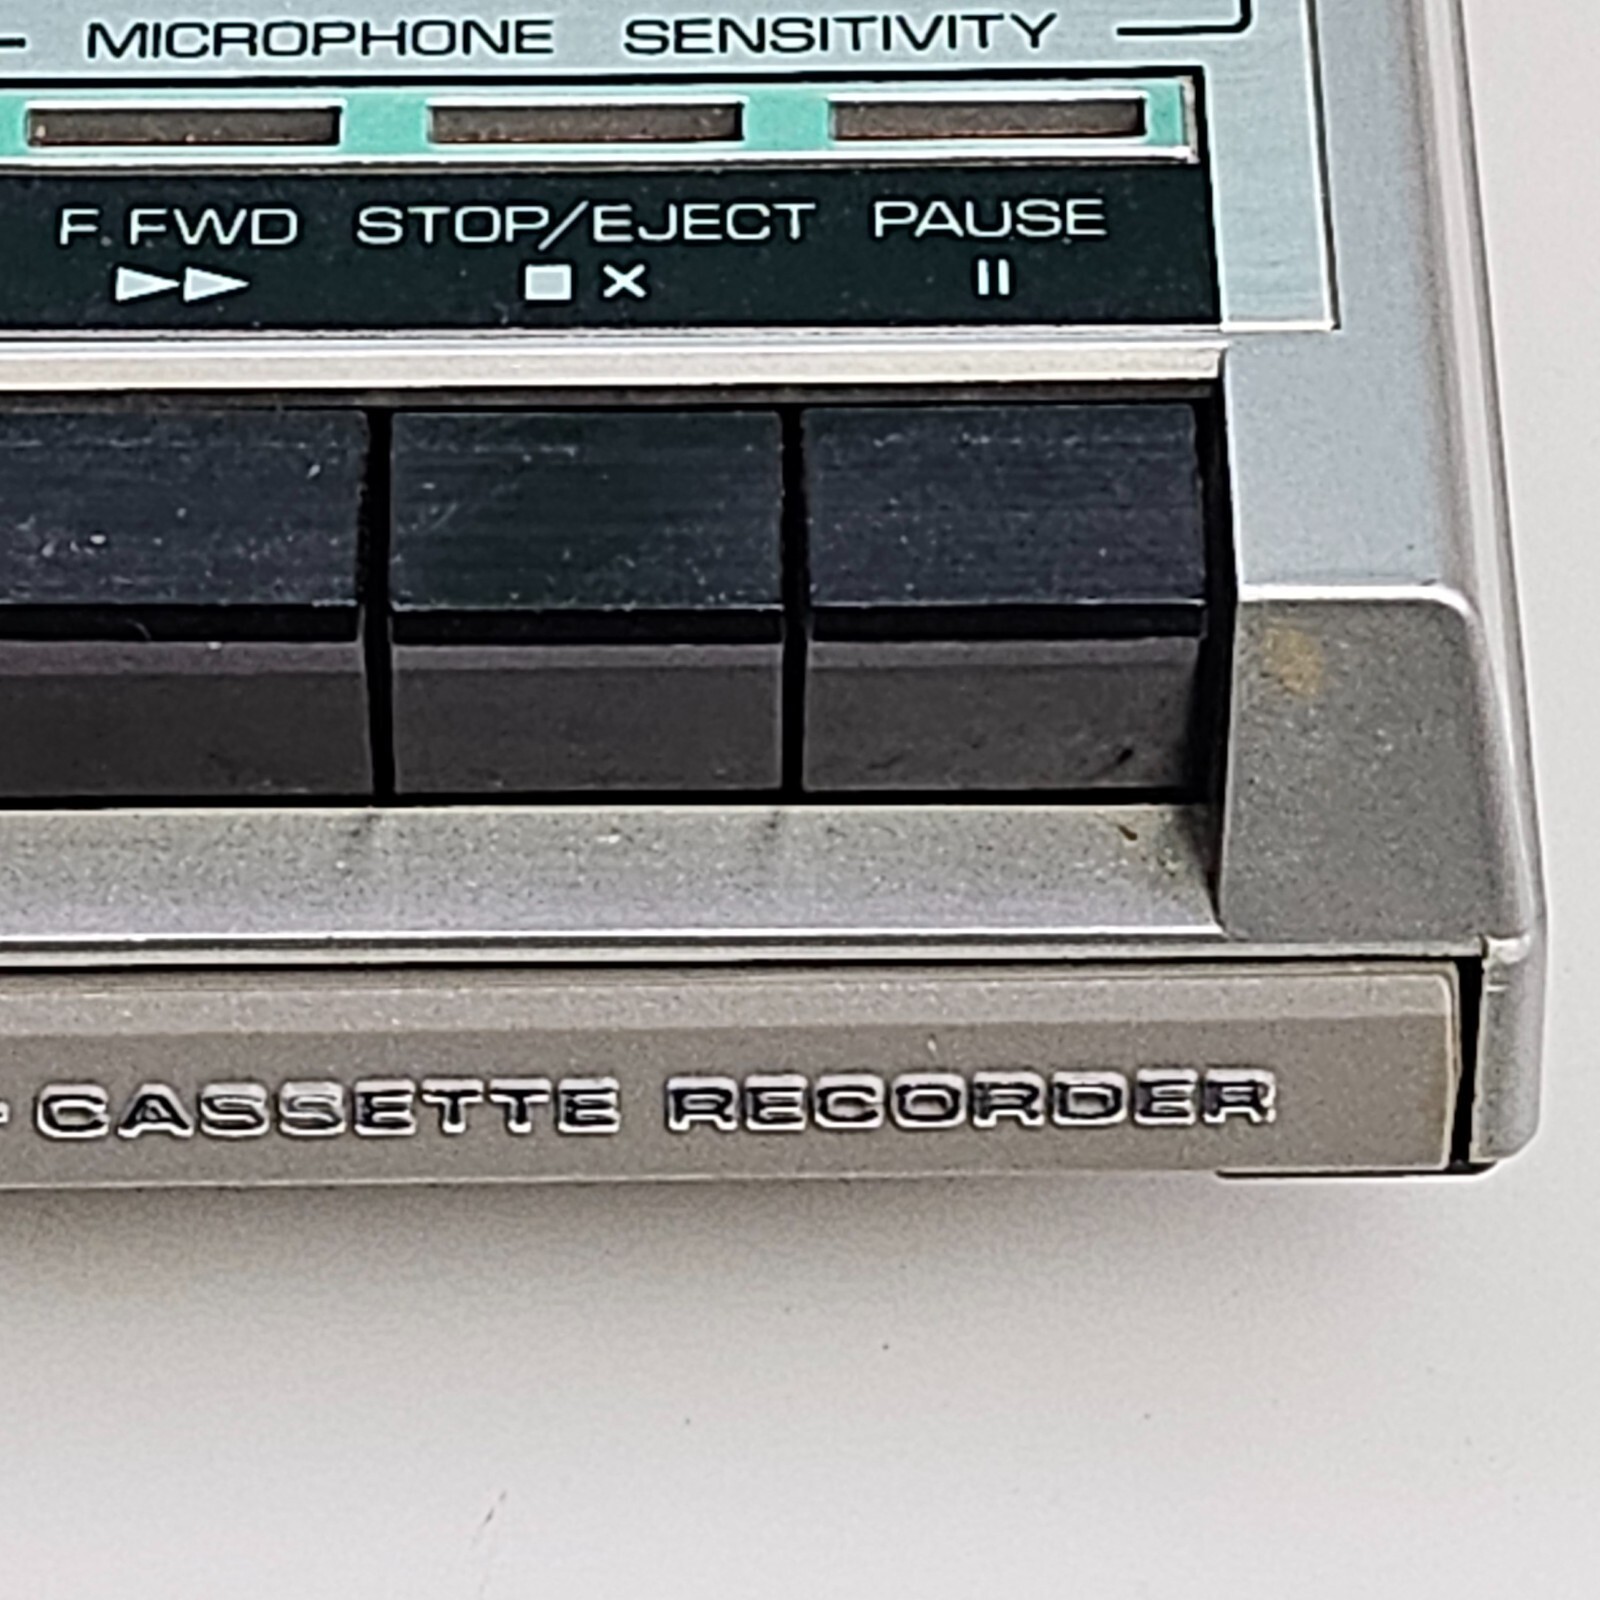 MICROPHONE SENSITIVITY
F. FWD STOP/EJECT PAUSE
CASSETTE RECORDER